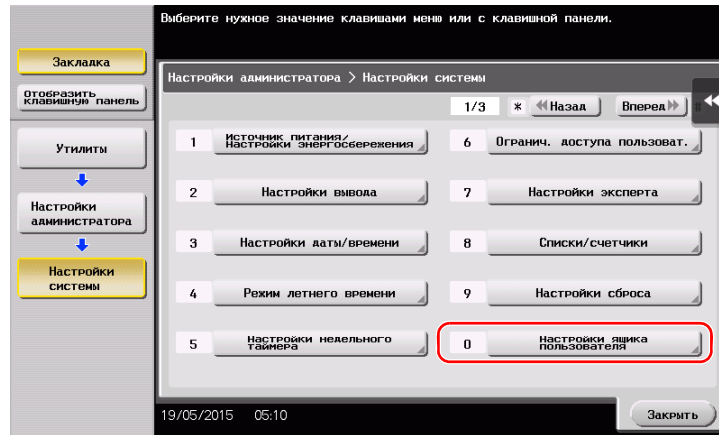 Выберите нужное значение клавишами меню или с клавишной панели.
Закладка
Отобразить
клавишную панель
Утилиты
Настройки
администратора
Настройки
системы
Настройки администратора > Настройки системы
1/3 * Назад Вперед #
1 Источник питания/
Настройки энергосбережения
6 Огранич. доступа пользоват.
2 Настройки вывода
7 Настройки эксперта
3 Настройки даты/времени
8 Списки/счетчики
4 Режим летнего времени
9 Настройки сброса
5 Настройки недельного
таймера
0 Настройки ящика
пользователя
19/05/2015 05:10
Закрыть